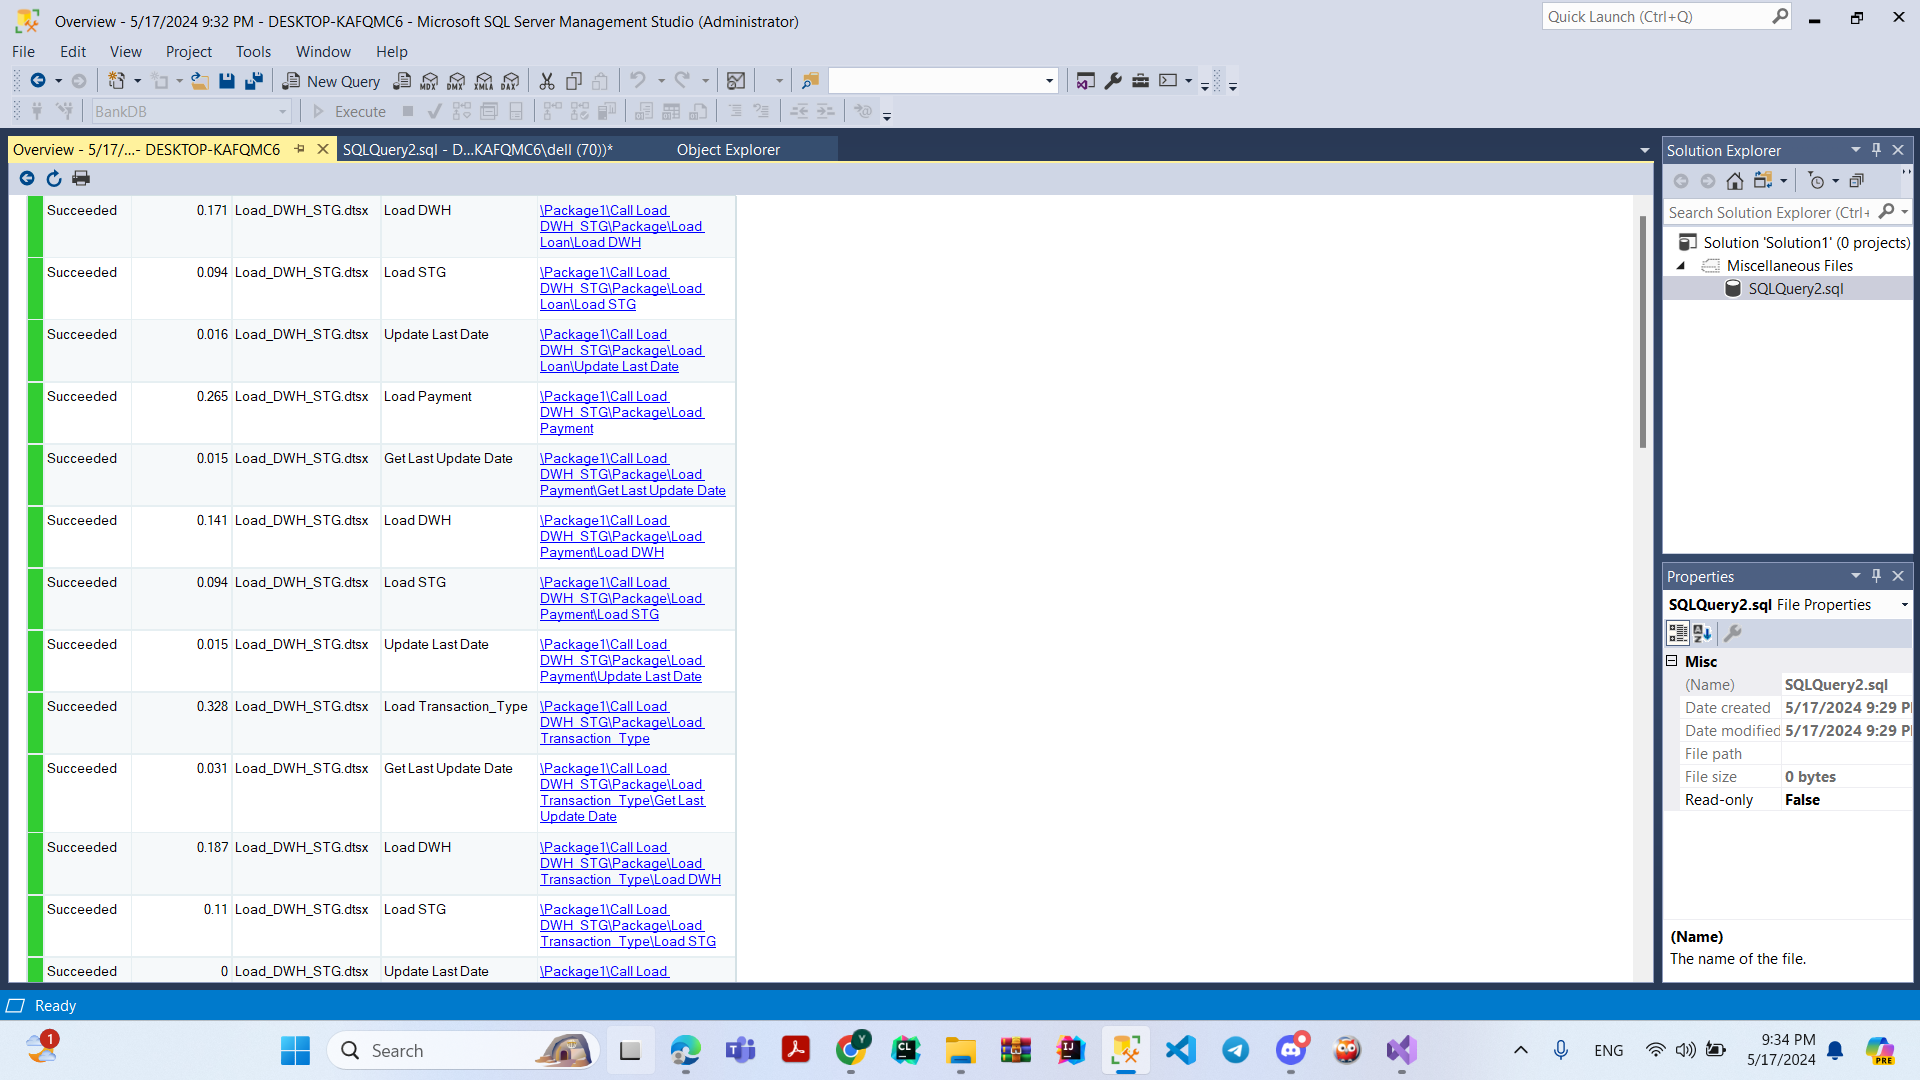 Overview - 5/17/2024 9:32 PM - DESKTOP-KAFQMC6 - Microsoft SQL Server Management Studio (Administrator)
Quick Launch (Ctrl+Q)
File Edit View Project Tools Window Help
New Query MDX DMX XMLA DAX
BankDB Execute
Overview - 5/17/...- DESKTOP-KAFQMC6 SQLQuery2.sql - D...KAFQMC6\dell (70))* Object Explorer
Succeeded 0.171 Load_DWH_STG.dtsx Load DWH \Package1\Call Load
DWH_STG\Package\Load
Loan\Load DWH
Succeeded 0.094 Load_DWH_STG.dtsx Load STG \Package1\Call Load
DWH_STG\Package\Load
Loan\Load STG
Succeeded 0.016 Load_DWH_STG.dtsx Update Last Date \Package1\Call Load
DWH_STG\Package\Load
Loan\Update Last Date
Succeeded 0.265 Load_DWH_STG.dtsx Load Payment \Package1\Call Load
DWH_STG\Package\Load
Payment
Succeeded 0.015 Load_DWH_STG.dtsx Get Last Update Date \Package1\Call Load
DWH_STG\Package\Load
Payment\Get Last Update Date
Succeeded 0.141 Load_DWH_STG.dtsx Load DWH \Package1\Call Load
DWH_STG\Package\Load
Payment\Load DWH
Succeeded 0.094 Load_DWH_STG.dtsx Load STG \Package1\Call Load
DWH_STG\Package\Load
Payment\Load STG
Succeeded 0.015 Load_DWH_STG.dtsx Update Last Date \Package1\Call Load
DWH_STG\Package\Load
Payment\Update Last Date
Succeeded 0.328 Load_DWH_STG.dtsx Load Transaction_Type \Package1\Call Load
DWH_STG\Package\Load
Transaction_Type
Succeeded 0.031 Load_DWH_STG.dtsx Get Last Update Date \Package1\Call Load
DWH_STG\Package\Load
Transaction_Type\Get Last
Update Date
Succeeded 0.187 Load_DWH_STG.dtsx Load DWH \Package1\Call Load
DWH_STG\Package\Load
Transaction_Type\Load DWH
Succeeded 0.11 Load_DWH_STG.dtsx Load STG \Package1\Call Load
DWH_STG\Package\Load
Transaction_Type\Load STG
Succeeded 0 Load_DWH_STG.dtsx Update Last Date \Package1\Call Load
Solution Explorer
Search Solution Explorer (Ctrl+
Solution 'Solution1' (0 projects)
Miscellaneous Files
SQLQuery2.sql
Properties
SQLQuery2.sql File Properties
Misc
(Name) SQLQuery2.sql
Date created 5/17/2024 9:29 P
Date modified 5/17/2024 9:29 P
File path
File size 0 bytes
Read-only False
(Name)
The name of the file.
Ready
1
Search
Y
CL
IJ
ENG
9:34 PM
5/17/2024
PRE